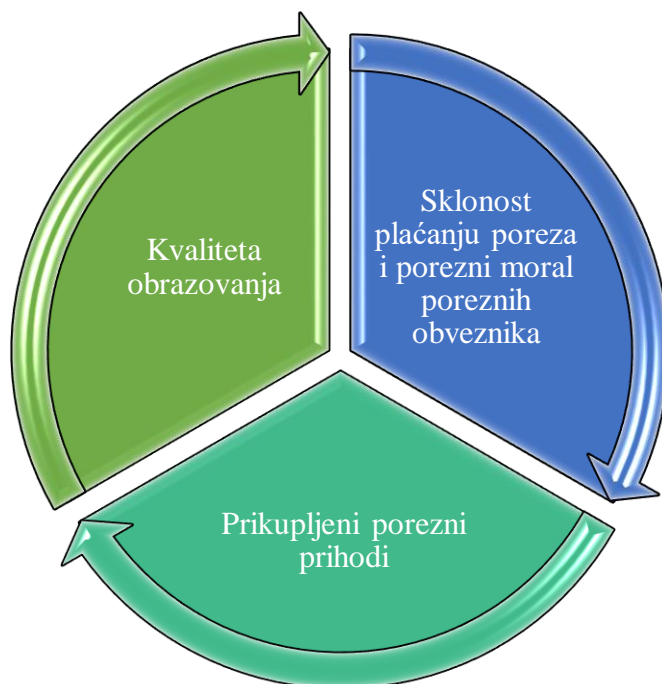 Kvaliteta
obrazovanja
Sklonost
plaćanju poreza
i porezni moral
poreznih
obveznika
Prikupljeni porezni
prihodi